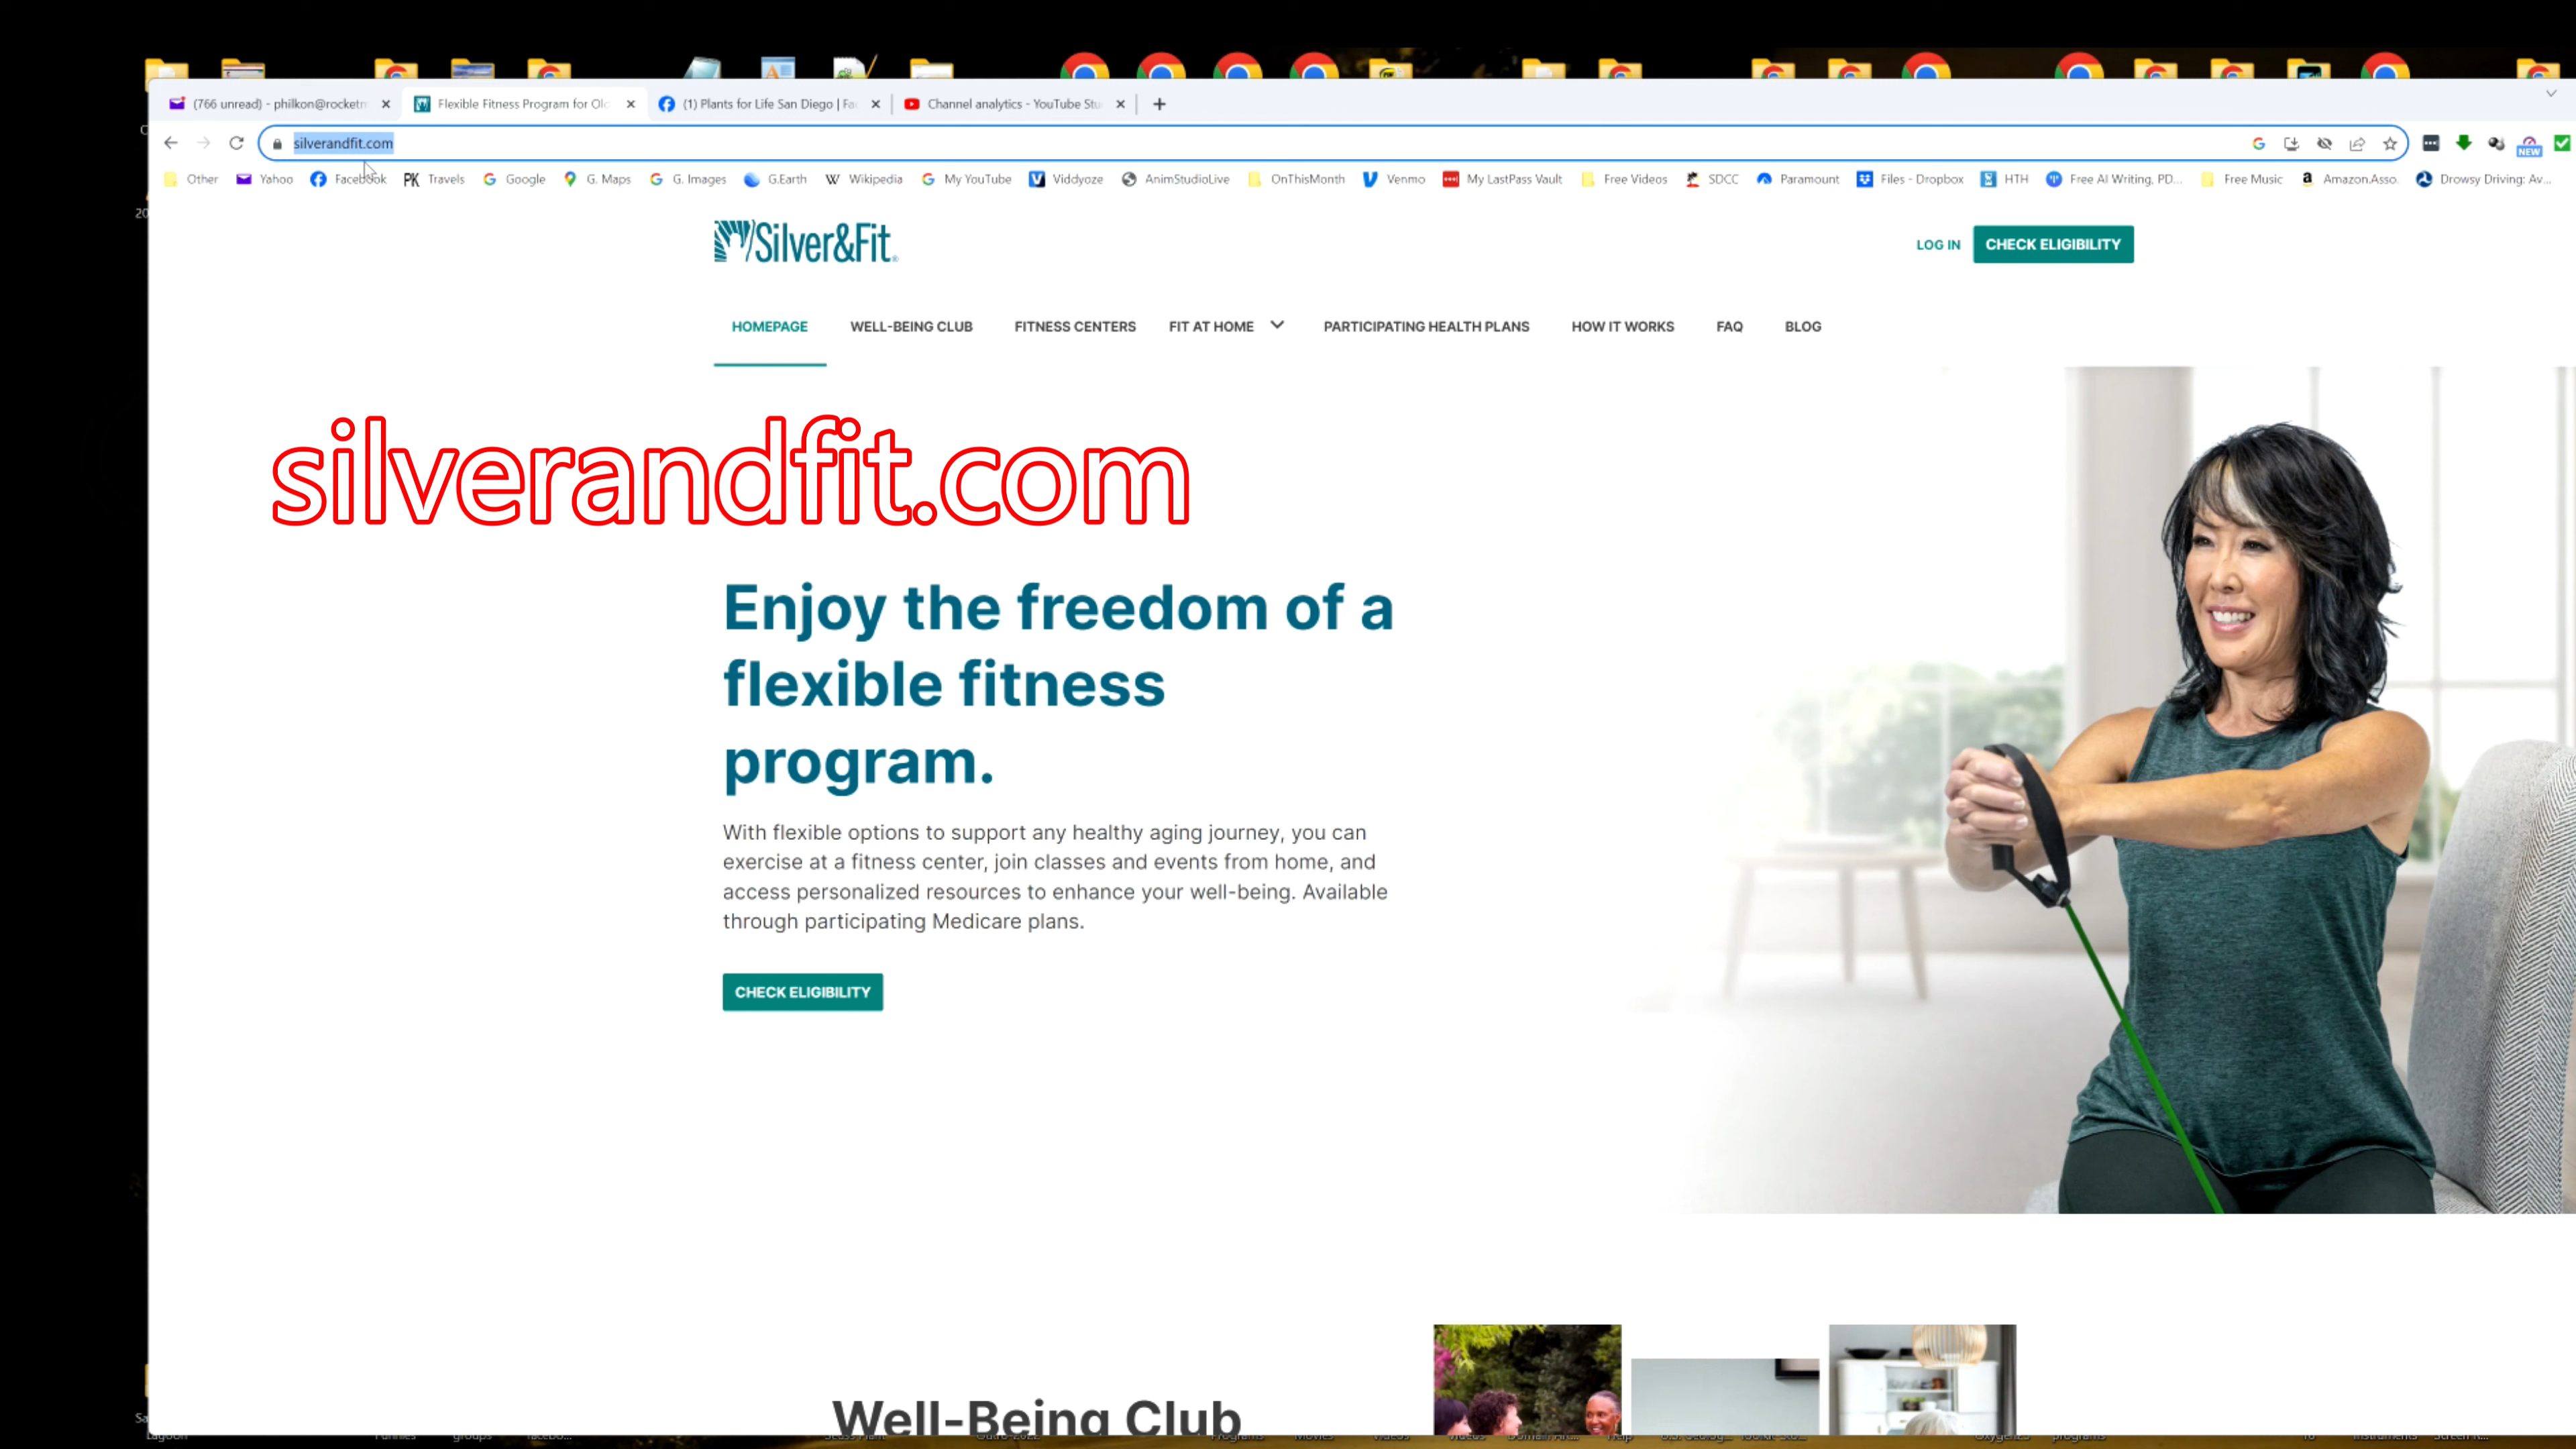 (766 unread) - philkon@rocketm
Flexible Fitness Program for Ol
(1) Plants for Life San Diego | Fa
Channel analytics - YouTube Stu
silverandfit.com
NEW
Other
Yahoo
Facebook
PK Travels
Google
G. Maps
G. Images
G.Earth
W Wikipedia
My YouTube
Viddyoze
AnimStudioLive
OnThisMonth
Venmo
My LastPass Vault
Free Videos
SDCC
Paramount
Files - Dropbox
HTH
Free AI Writing, PD...
Free Music
Amazon.Asso.
Drowsy Driving: Av...
Silver&Fit®
LOG IN
CHECK ELIGIBILITY
HOMEPAGE
WELL-BEING CLUB
FITNESS CENTERS
FIT AT HOME
PARTICIPATING HEALTH PLANS
HOW IT WORKS
FAQ
BLOG
silverandfit.com
Enjoy the freedom of a
flexible fitness
program.
With flexible options to support any healthy aging journey, you can
exercise at a fitness center, join classes and events from home, and
access personalized resources to enhance your well-being. Available
through participating Medicare plans.
CHECK ELIGIBILITY
Well-Being Club